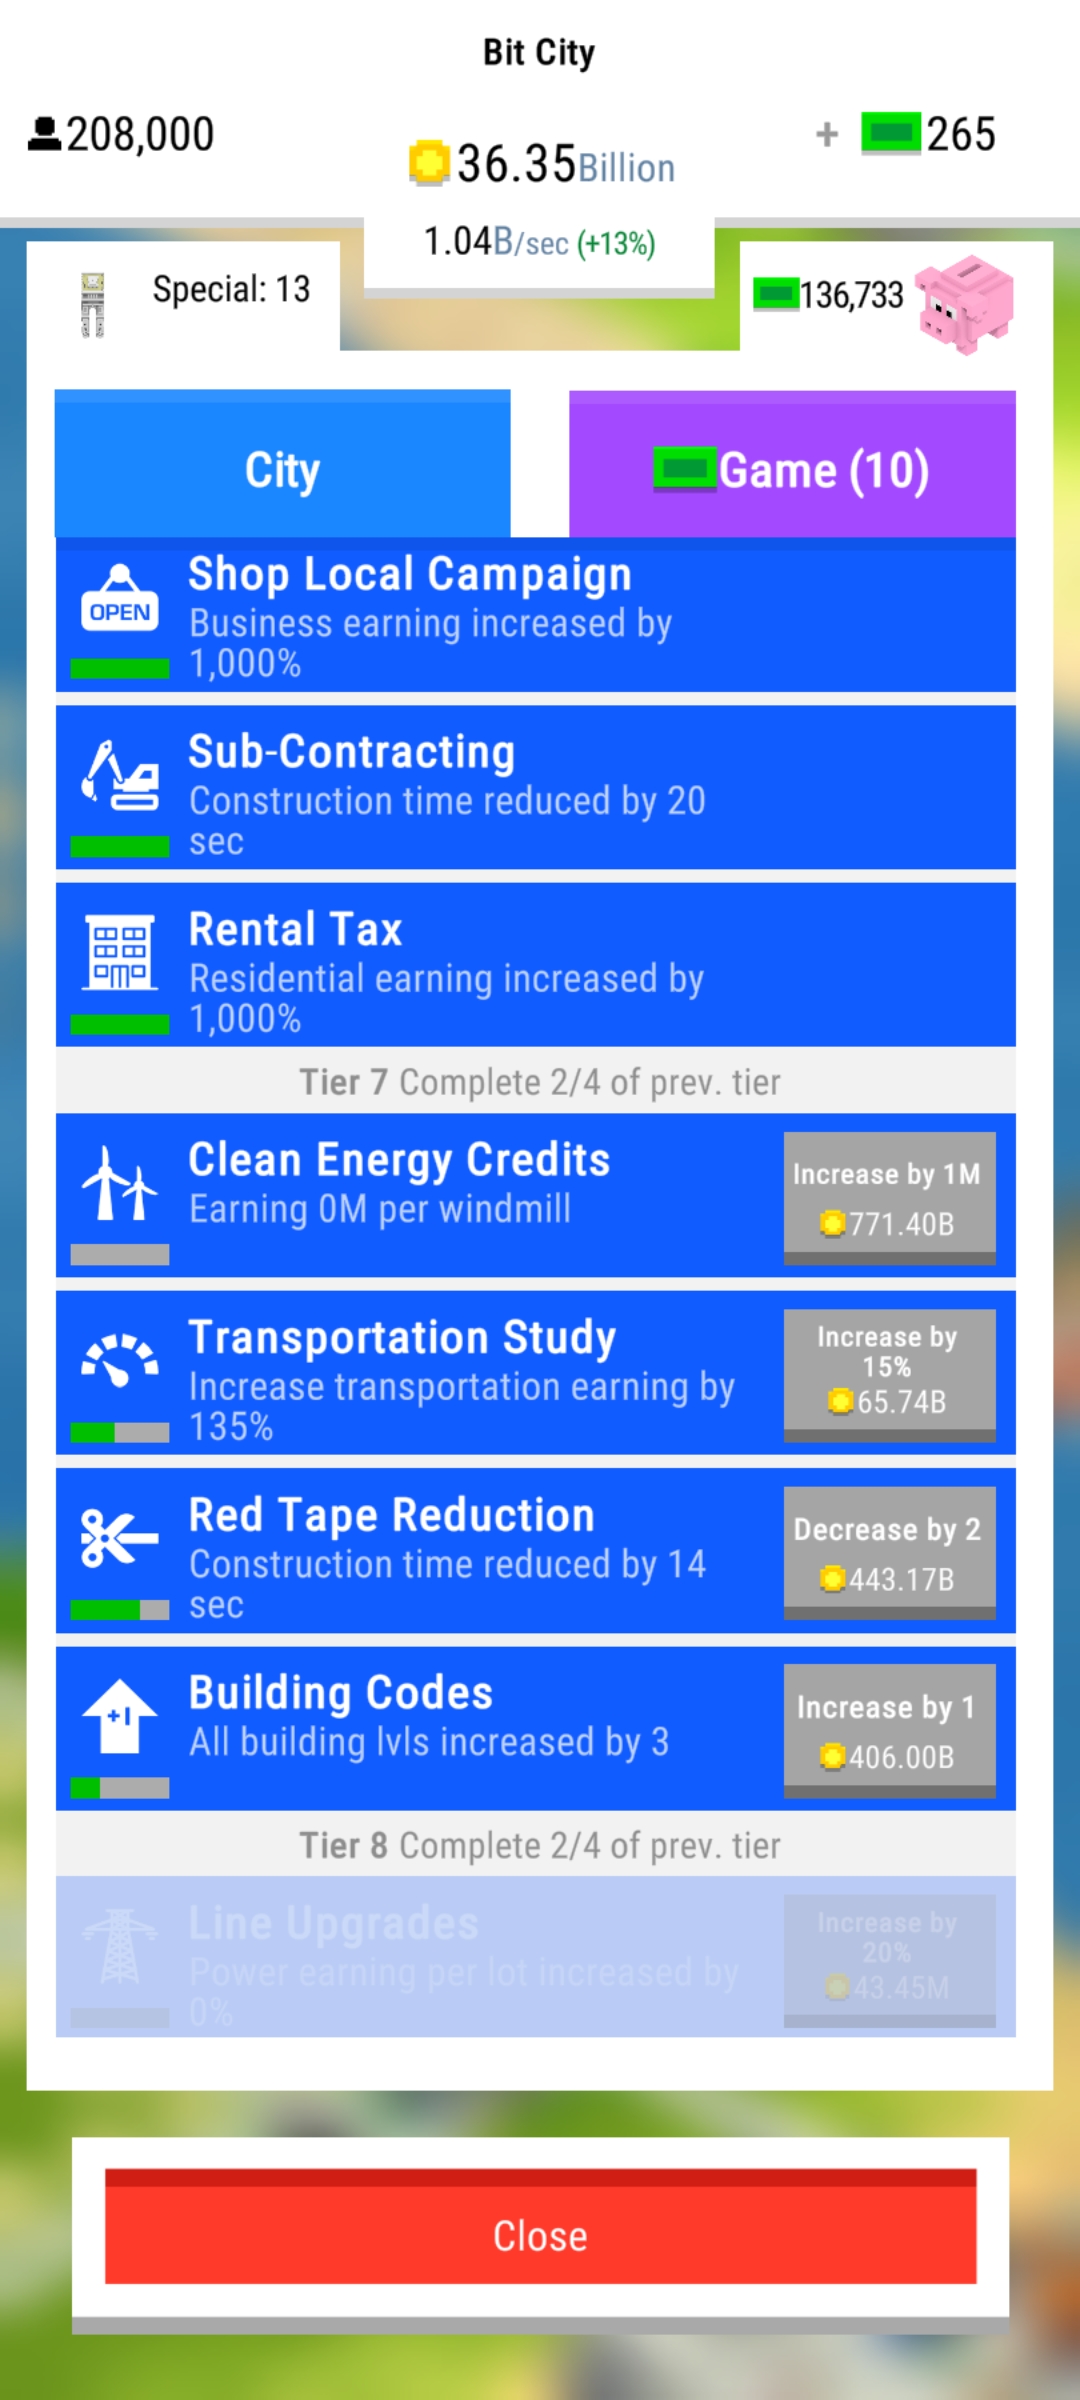 Bit City
208,000
36.35Billion
+ 265
1.04B/sec (+13%)
Special: 13
136,733
City
Game (10)
OPEN
Shop Local Campaign
Business earning increased by
1,000%
Sub-Contracting
Construction time reduced by 20
sec
Rental Tax
Residential earning increased by
1,000%
Tier 7 Complete 2/4 of prev. tier
Clean Energy Credits
Earning 0M per windmill
Increase by 1M
771.40B
Transportation Study
Increase transportation earning by
135%
Increase by
15%
65.74B
Red Tape Reduction
Construction time reduced by 14
sec
Decrease by 2
443.17B
+1
Building Codes
All building lvls increased by 3
Increase by 1
406.00B
Tier 8 Complete 2/4 of prev. tier
Line Upgrades
Power earning per lot increased by
0%
Increase by
20%
43.45M
Close